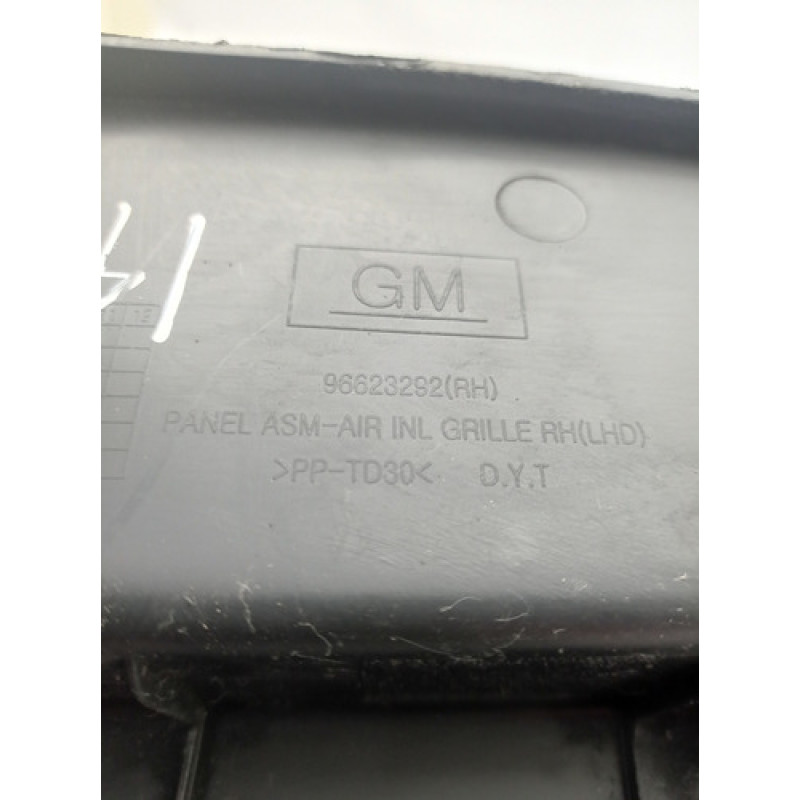 GM
96623292(RH)
PANEL ASM-AIR INL GRILLE RH(LHD)
>PP-TD30< D.Y.T